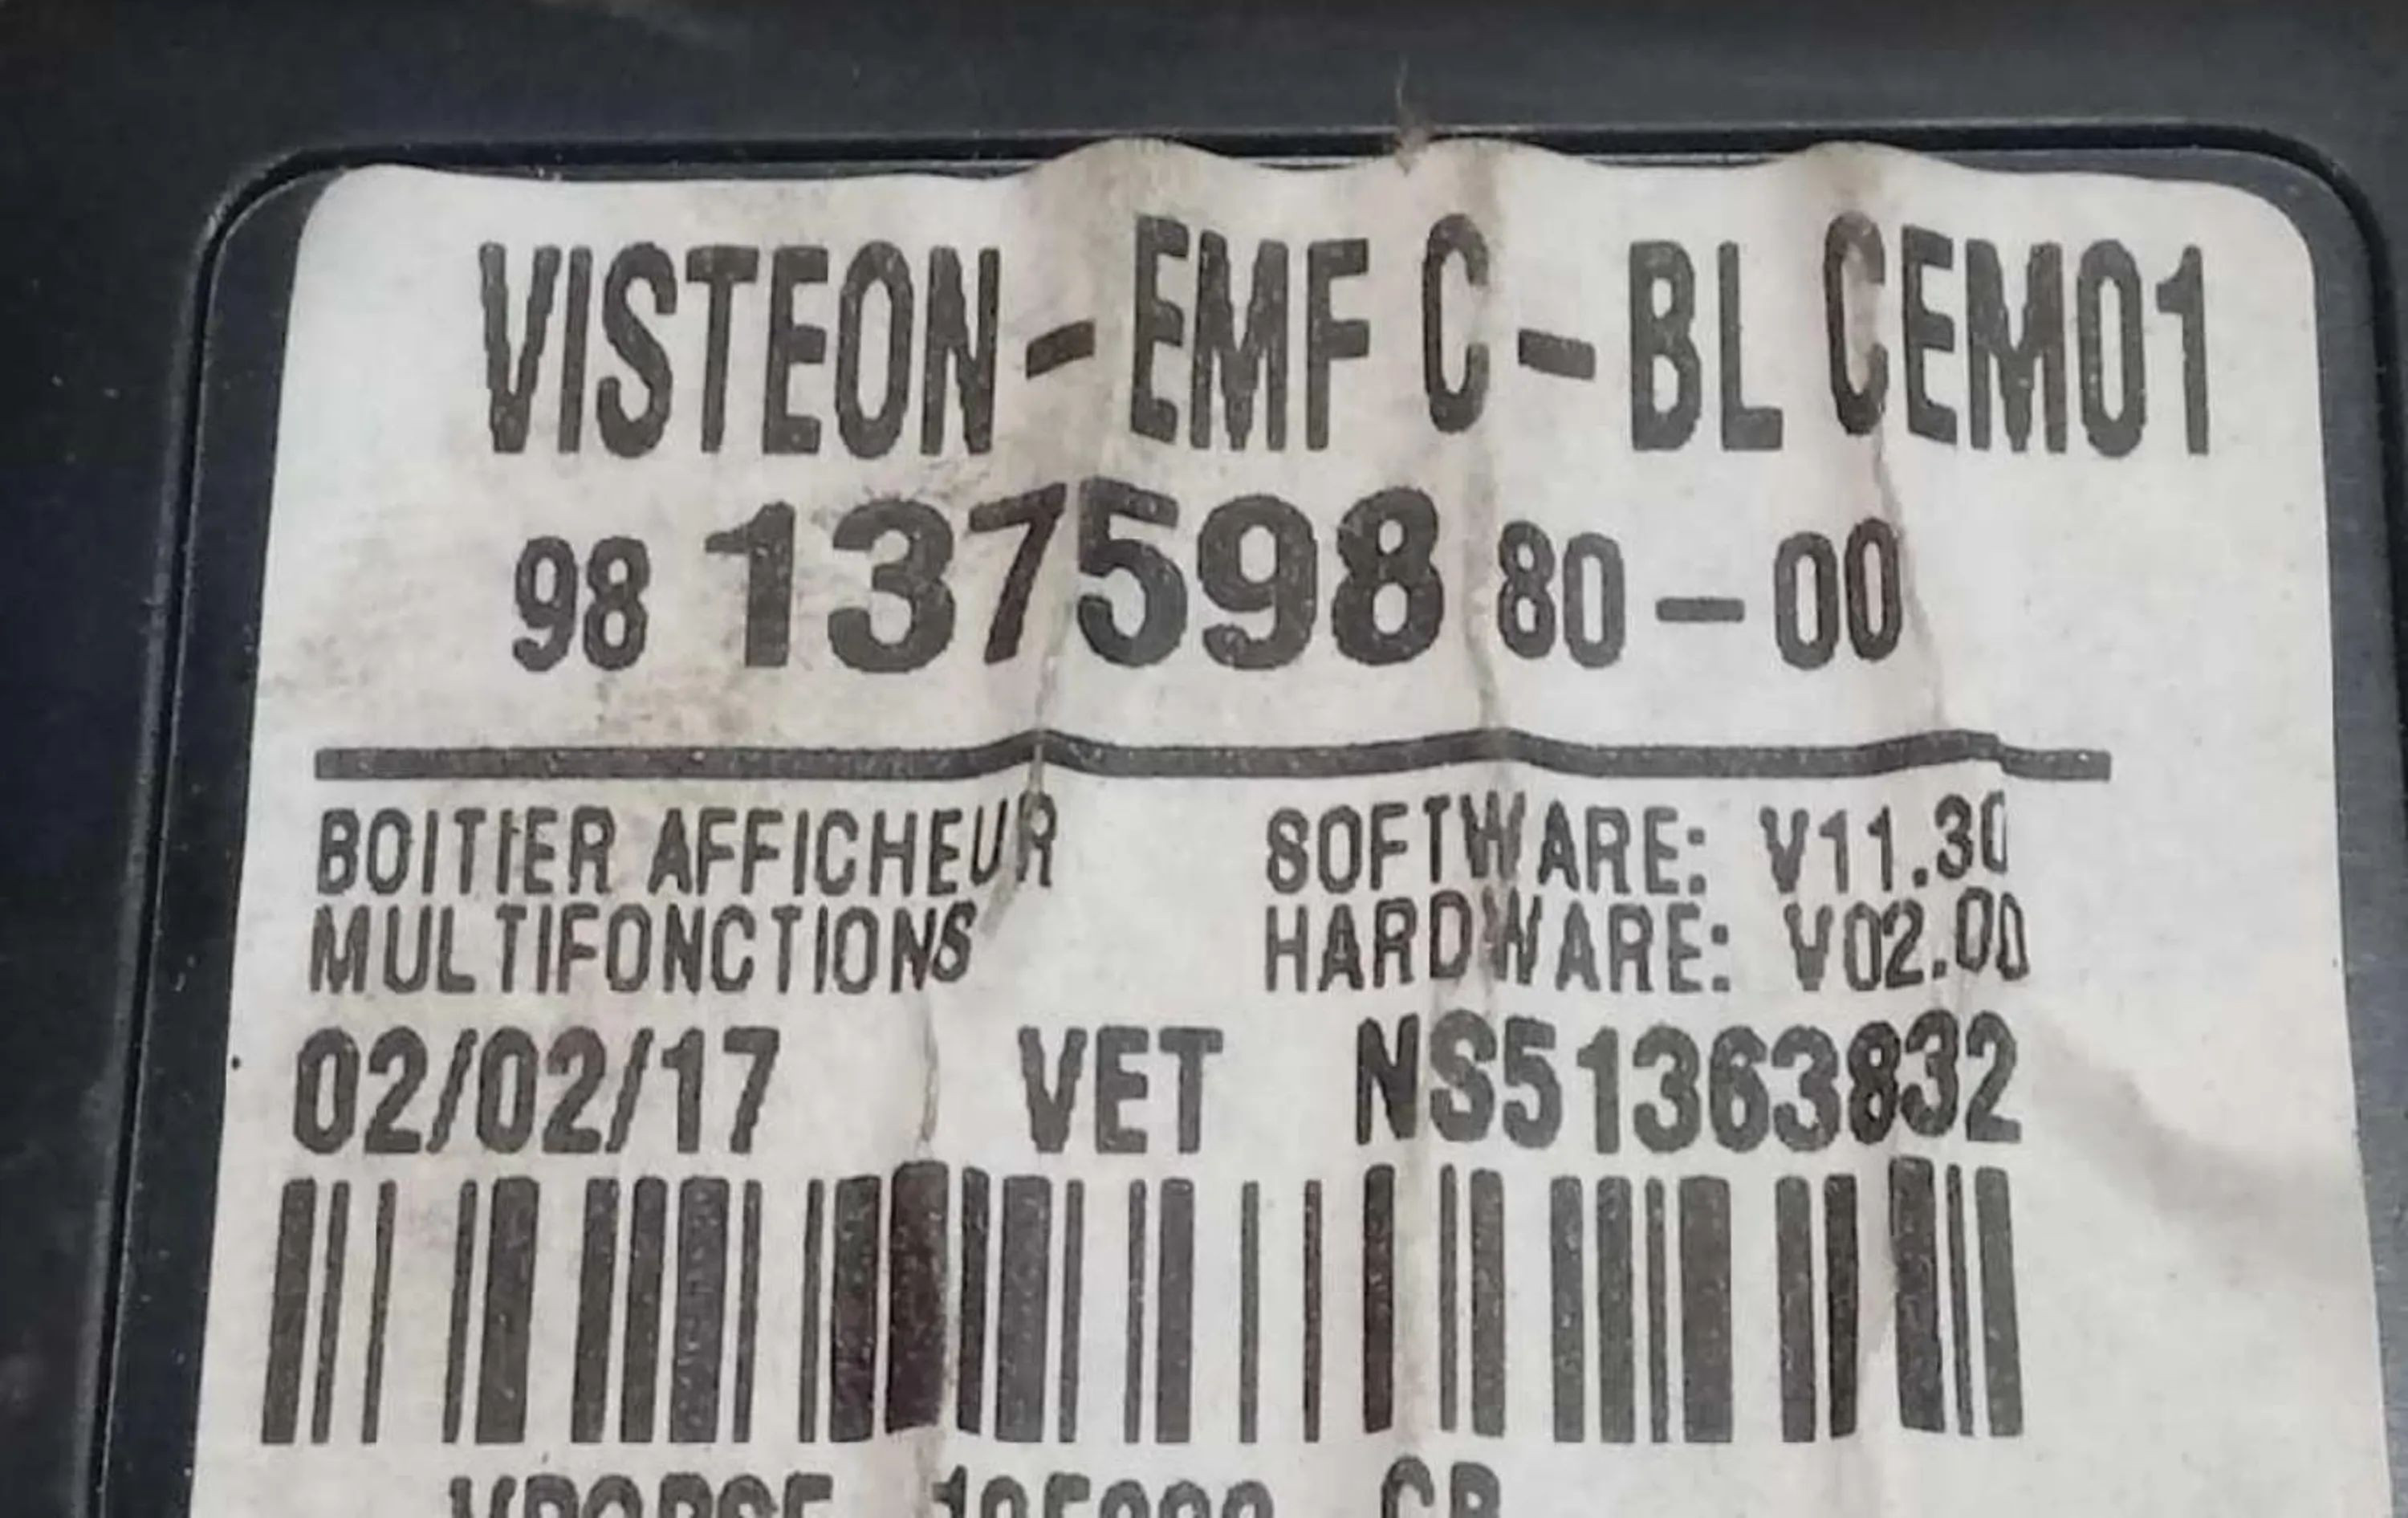 VISTEON-EMF C-BL CEM01
98 137598 80-00
BOITIER AFFICHEUR
MULTIFONCTIONS
SOFTWARE: V11.30
HARDWARE: V02.00
02/02/17 VET NS51363832